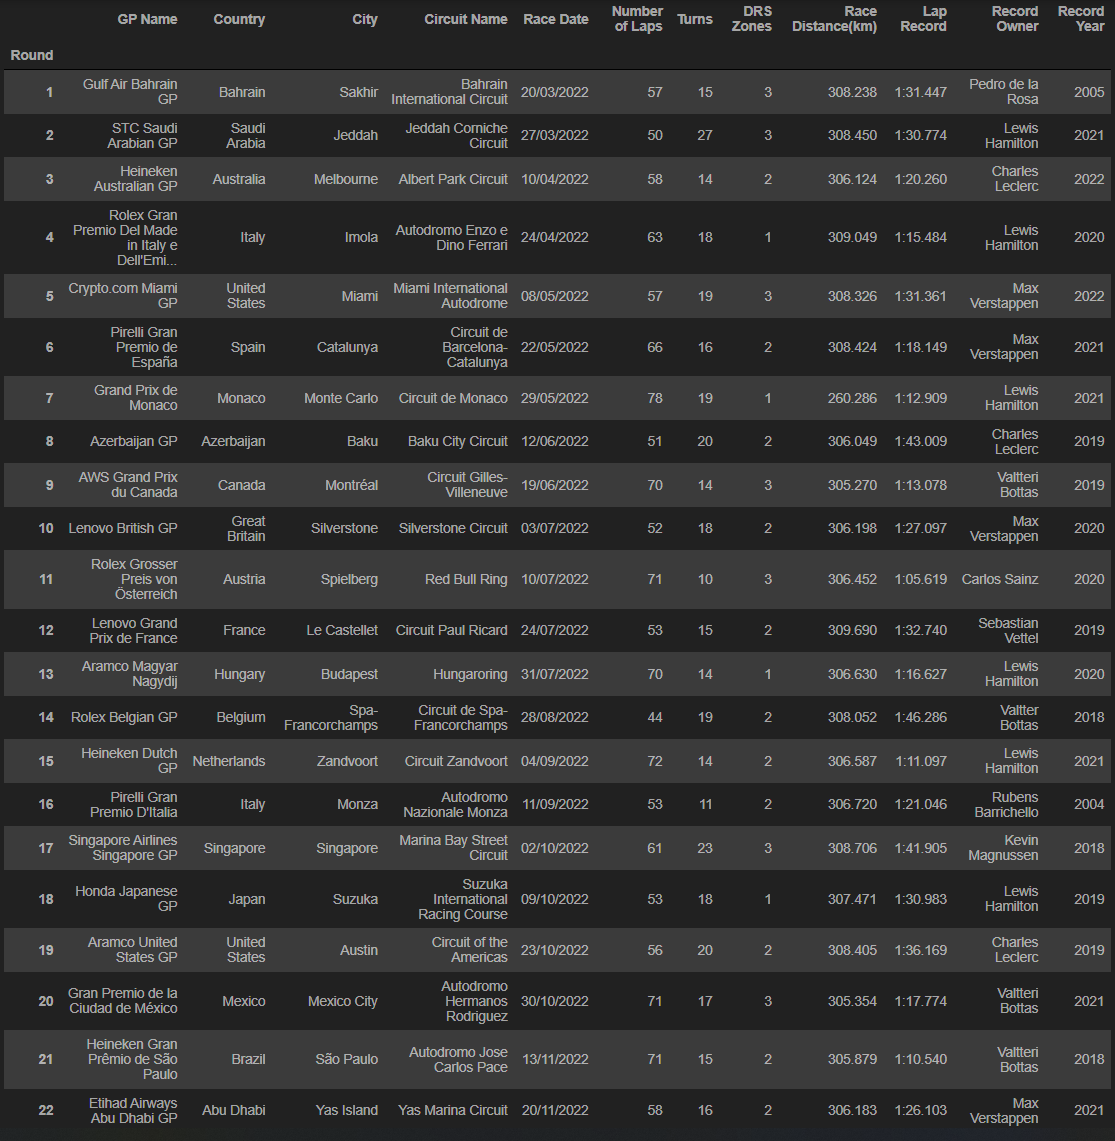 GP Name Country City Circuit Name Race Date Number of Laps Turns DRS Zones Race Distance(km) Lap Record Record Owner Record Year
Round
1 Gulf Air Bahrain GP Bahrain Sakhir Bahrain International Circuit 20/03/2022 57 15 3 308.238 1:31.447 Pedro de la Rosa 2005
2 STC Saudi Arabian GP Saudi Arabia Jeddah Jeddah Corniche Circuit 27/03/2022 50 27 3 308.450 1:30.774 Lewis Hamilton 2021
3 Heineken Australian GP Australia Melbourne Albert Park Circuit 10/04/2022 58 14 2 306.124 1:20.260 Charles Leclerc 2022
4 Rolex Gran Premio Del Made in Italy e Dell'Emi... Italy Imola Autodromo Enzo e Dino Ferrari 24/04/2022 63 18 1 309.049 1:15.484 Lewis Hamilton 2020
5 Crypto.com Miami GP United States Miami Miami International Autodrome 08/05/2022 57 19 3 308.326 1:31.361 Max Verstappen 2022
6 Pirelli Gran Premio de España Spain Catalunya Circuit de Barcelona-Catalunya 22/05/2022 66 16 2 308.424 1:18.149 Max Verstappen 2021
7 Grand Prix de Monaco Monaco Monte Carlo Circuit de Monaco 29/05/2022 78 19 1 260.286 1:12.909 Lewis Hamilton 2021
8 Azerbaijan GP Azerbaijan Baku Baku City Circuit 12/06/2022 51 20 2 306.049 1:43.009 Charles Leclerc 2019
9 AWS Grand Prix du Canada Canada Montréal Circuit Gilles-Villeneuve 19/06/2022 70 14 3 305.270 1:13.078 Valtteri Bottas 2019
10 Lenovo British GP Great Britain Silverstone Silverstone Circuit 03/07/2022 52 18 2 306.198 1:27.097 Max Verstappen 2020
11 Rolex Grosser Preis von Österreich Austria Spielberg Red Bull Ring 10/07/2022 71 10 3 306.452 1:05.619 Carlos Sainz 2020
12 Lenovo Grand Prix de France France Le Castellet Circuit Paul Ricard 24/07/2022 53 15 2 309.690 1:32.740 Sebastian Vettel 2019
13 Aramco Magyar Nagydij Hungary Budapest Hungaroring 31/07/2022 70 14 1 306.630 1:16.627 Lewis Hamilton 2020
14 Rolex Belgian GP Belgium Spa-Francorchamps Circuit de Spa-Francorchamps 28/08/2022 44 19 2 308.052 1:46.286 Valtter Bottas 2018
15 Heineken Dutch GP Netherlands Zandvoort Circuit Zandvoort 04/09/2022 72 14 2 306.587 1:11.097 Lewis Hamilton 2021
16 Pirelli Gran Premio D'Italia Italy Monza Autodromo Nazionale Monza 11/09/2022 53 11 2 306.720 1:21.046 Rubens Barrichello 2004
17 Singapore Airlines Singapore GP Singapore Singapore Marina Bay Street Circuit 02/10/2022 61 23 3 308.706 1:41.905 Kevin Magnussen 2018
18 Honda Japanese GP Japan Suzuka Suzuka International Racing Course 09/10/2022 53 18 1 307.471 1:30.983 Lewis Hamilton 2019
19 Aramco United States GP United States Austin Circuit of the Americas 23/10/2022 56 20 2 308.405 1:36.169 Charles Leclerc 2019
20 Gran Premio de la Ciudad de México Mexico Mexico City Autodromo Hermanos Rodriguez 30/10/2022 71 17 3 305.354 1:17.774 Valtteri Bottas 2021
21 Heineken Gran Prêmio de São Paulo Brazil São Paulo Autodromo Jose Carlos Pace 13/11/2022 71 15 2 305.879 1:10.540 Valtteri Bottas 2018
22 Etihad Airways Abu Dhabi GP Abu Dhabi Yas Island Yas Marina Circuit 20/11/2022 58 16 2 306.183 1:26.103 Max Verstappen 2021